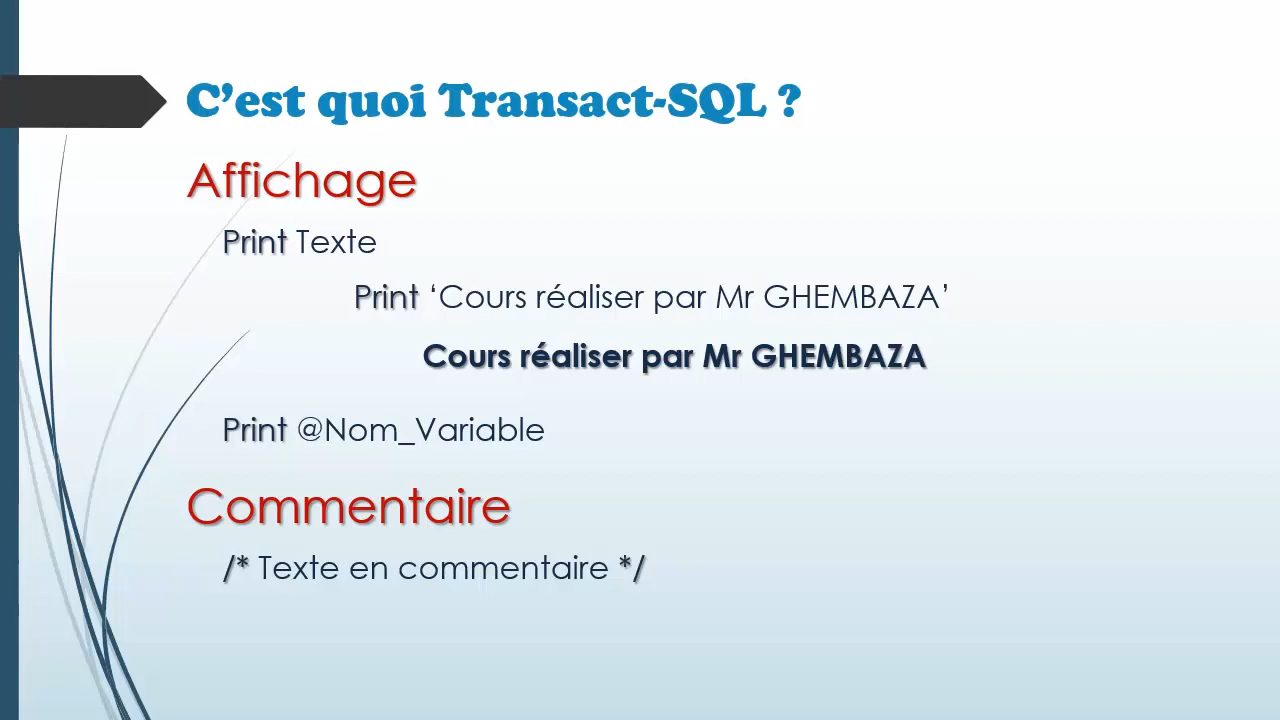 C’est quoi Transact-SQL ?
Affichage
Print Texte
Print ‘Cours réaliser par Mr GHEMBAZA’
Cours réaliser par Mr GHEMBAZA
Print @Nom_Variable
Commentaire
/* Texte en commentaire */